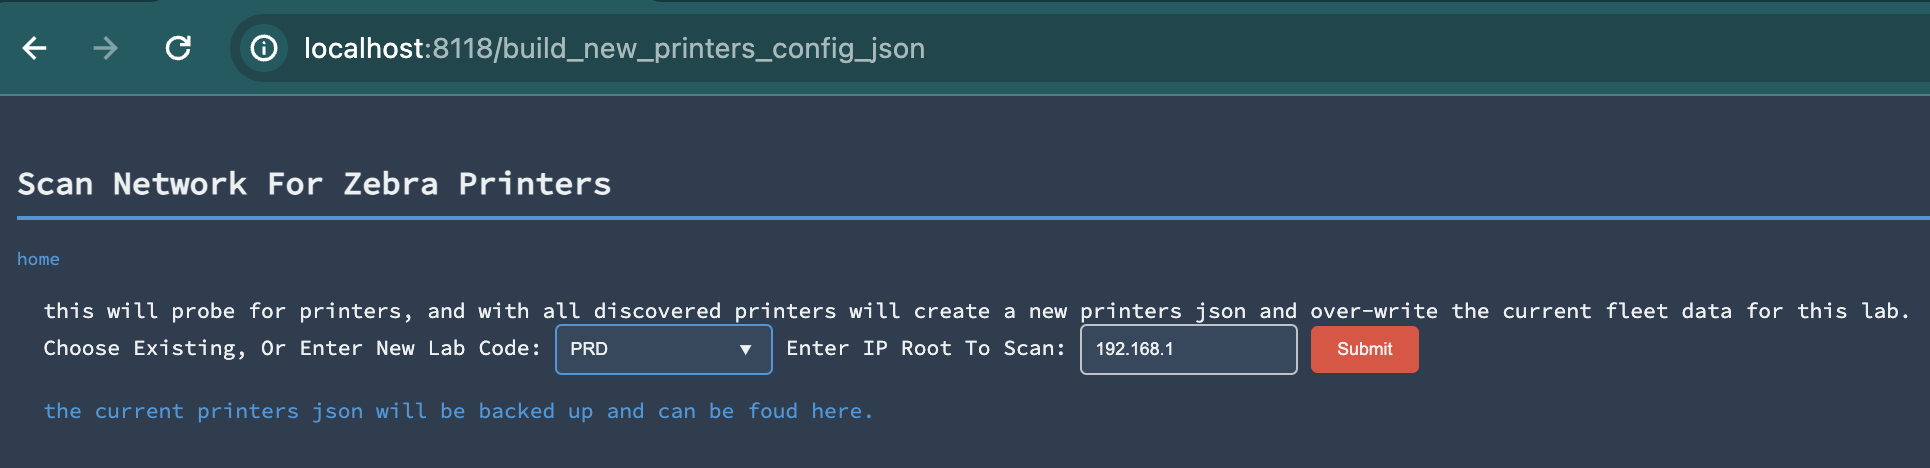 localhost:8118/build_new_printers_config_json
Scan Network For Zebra Printers
home
this will probe for printers, and with all discovered printers will create a new printers json and over-write the current fleet data for this lab.
Choose Existing, Or Enter New Lab Code: PRD Enter IP Root To Scan: 192.168.1 Submit
the current printers json will be backed up and can be foud here.